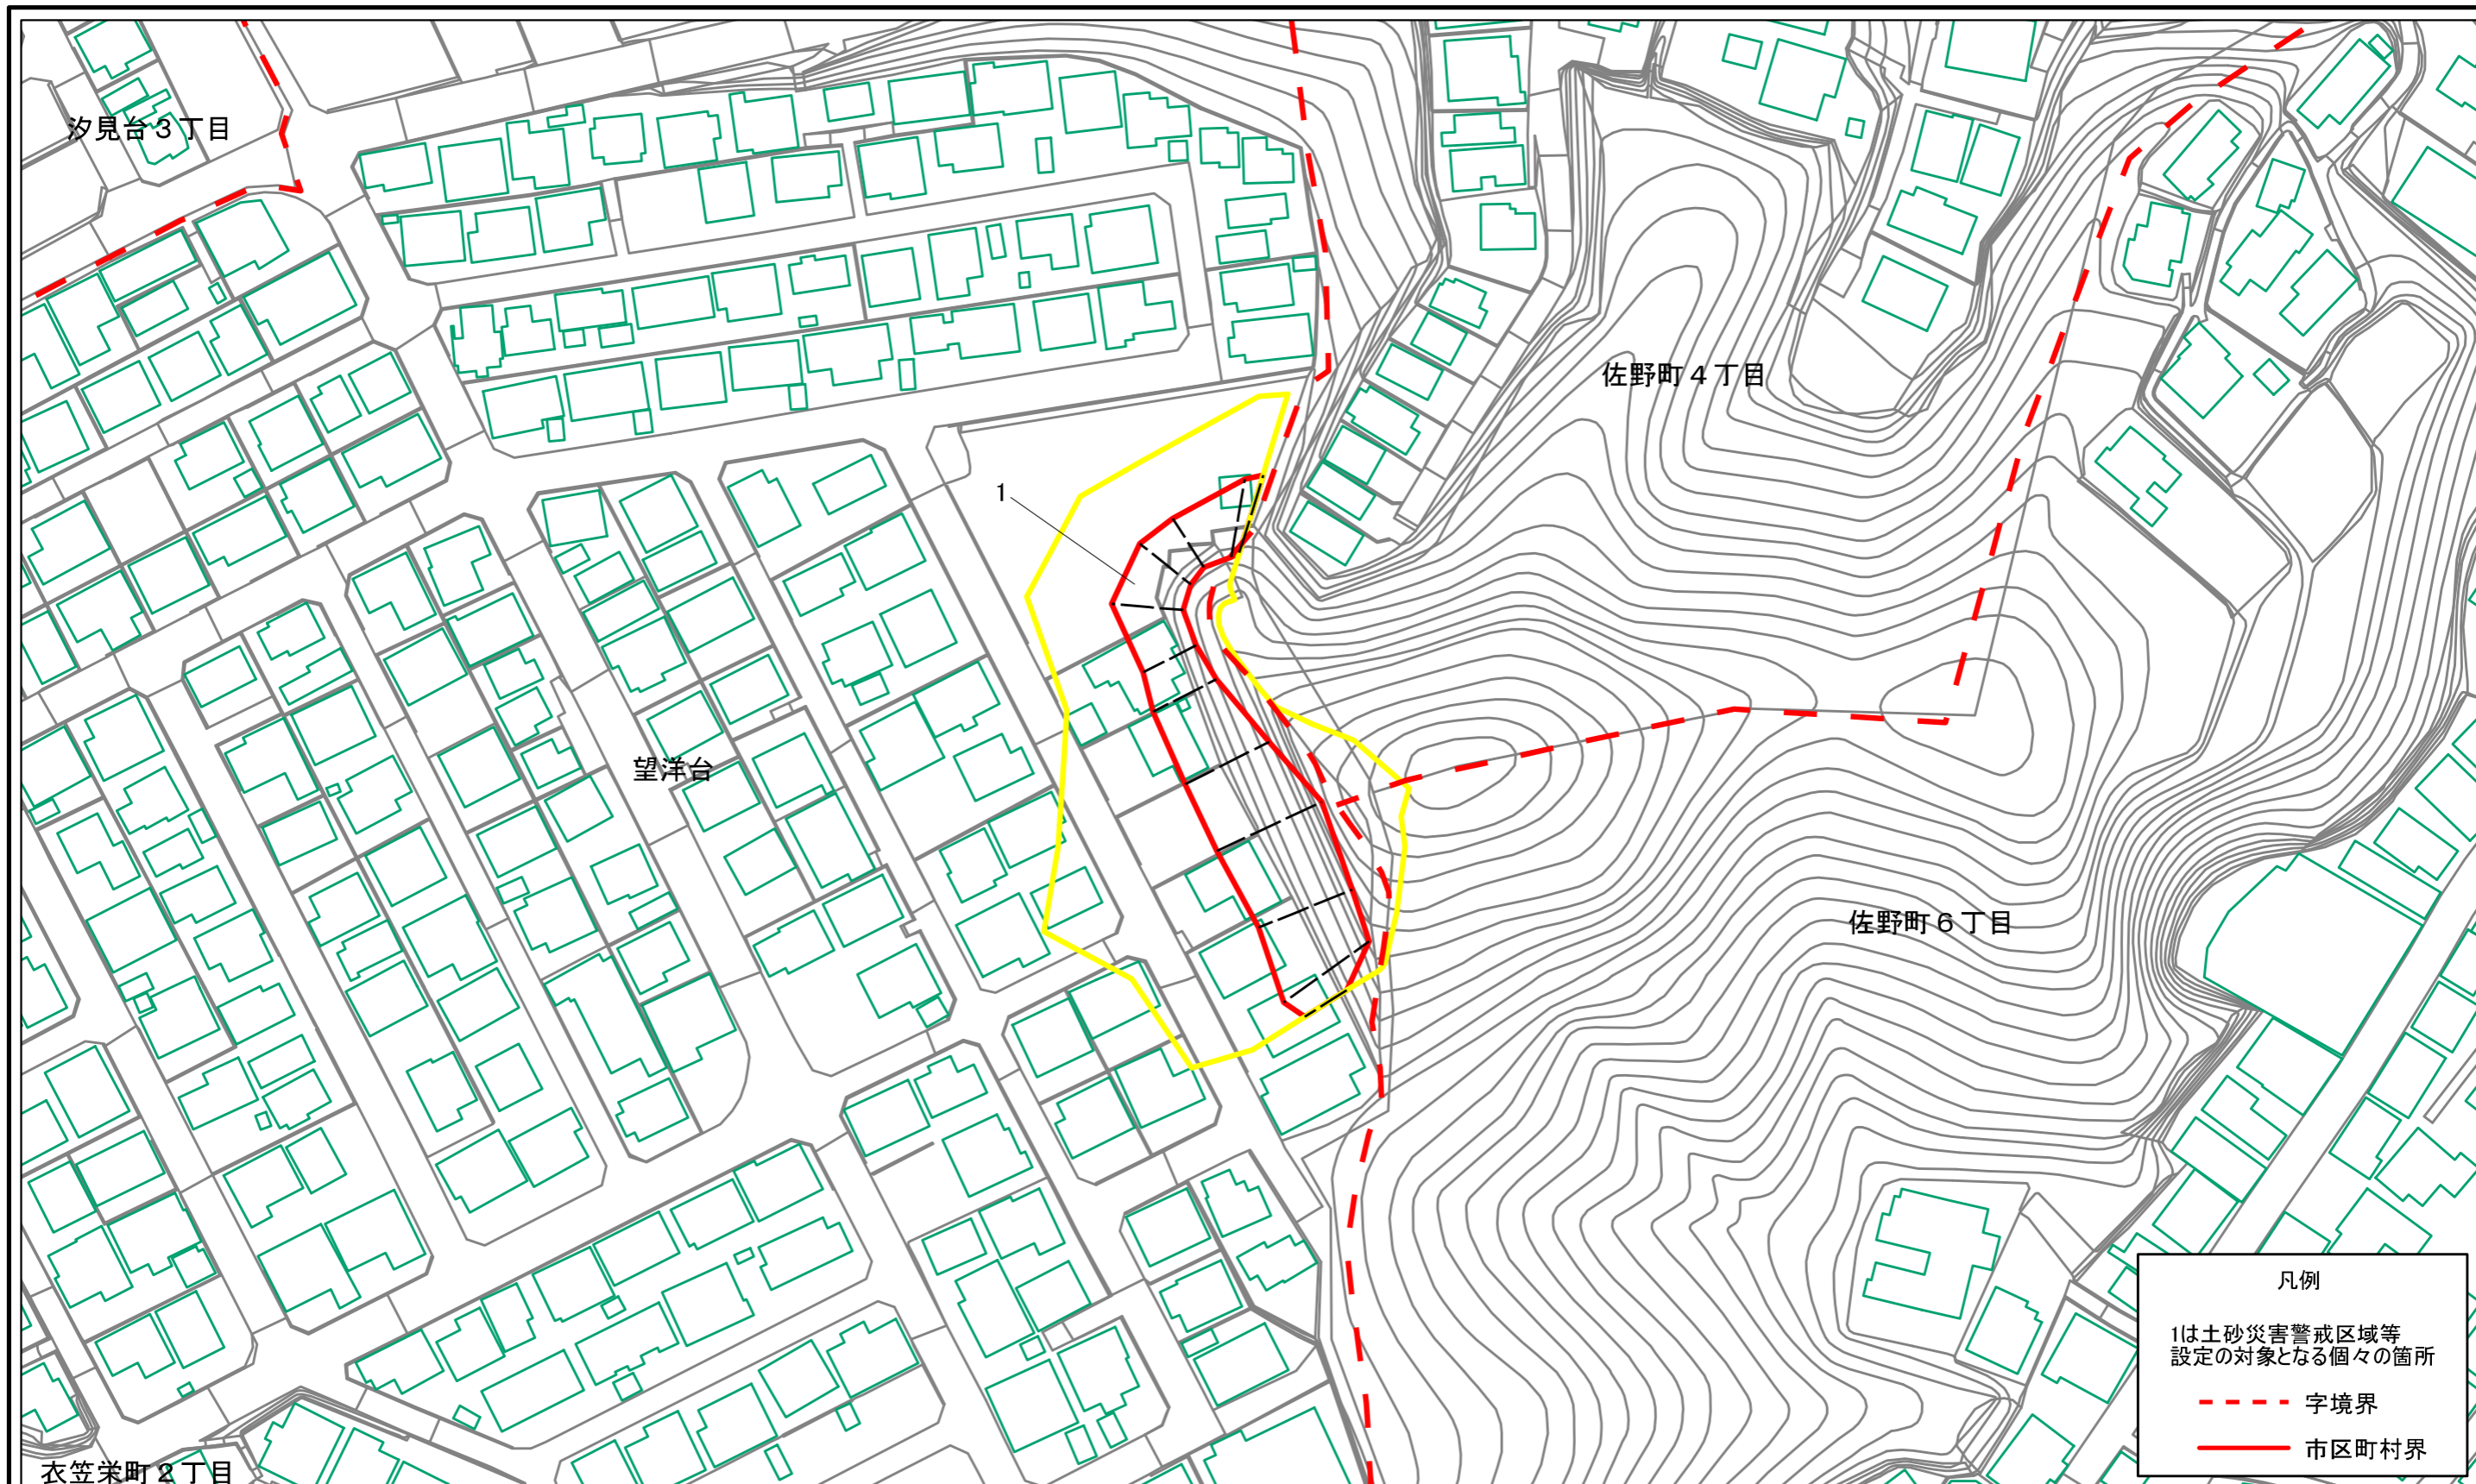 汐見台３丁目
佐野町４丁目
1
望洋台
佐野町６丁目
凡例
1は土砂災害警戒区域等
設定の対象となる個々の箇所
字境界
市区町村界
衣笠栄町２丁目